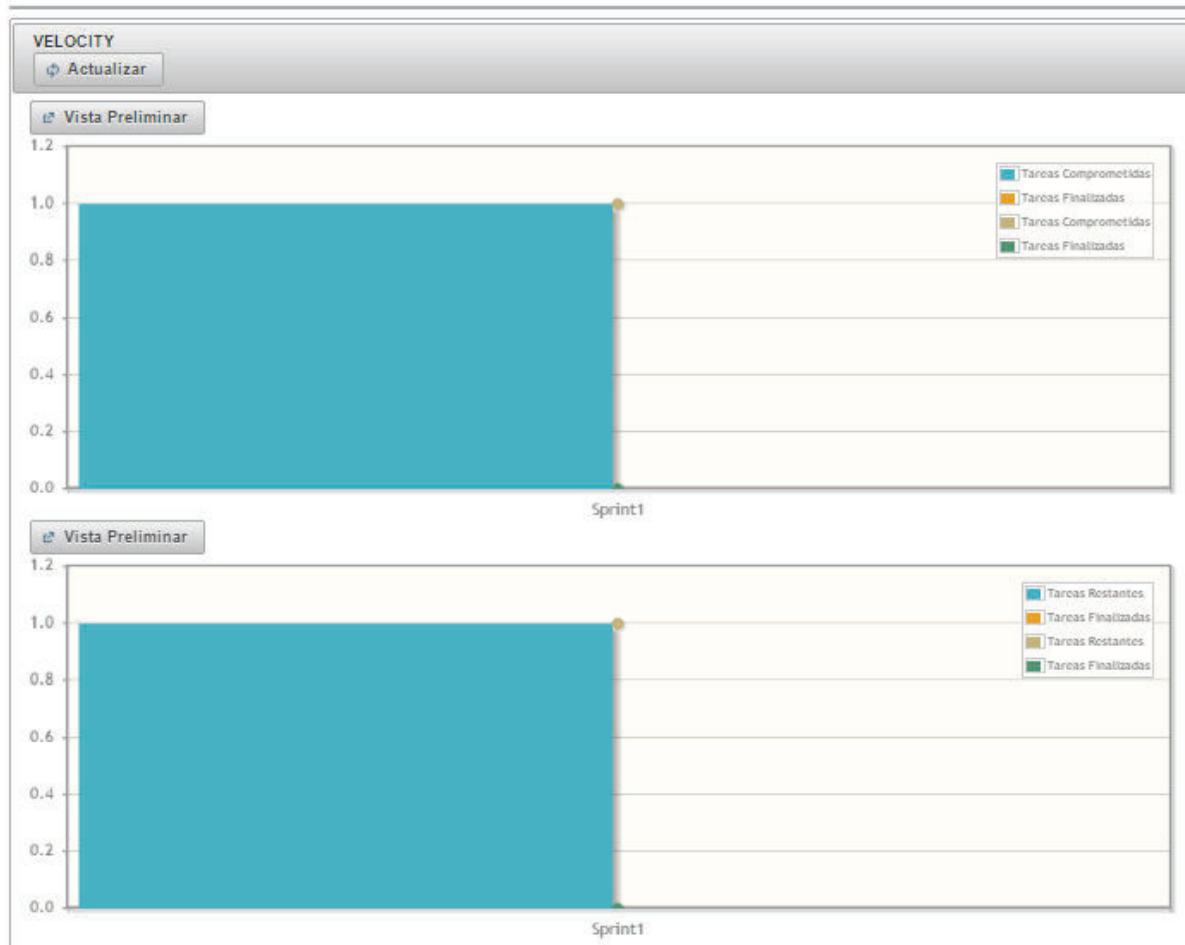 VELOCITY
Actualizar
Vista Preliminar
1.2
1.0
0.8
0.6
0.4
0.2
0.0
Tareas Comprometidas
Tareas Finalizadas
Tareas Comprometidas
Tareas Finalizadas
Sprint1
Vista Preliminar
1.2
1.0
0.8
0.6
0.4
0.2
0.0
Tareas Restantes
Tareas Finalizadas
Tareas Restantes
Tareas Finalizadas
Sprint1